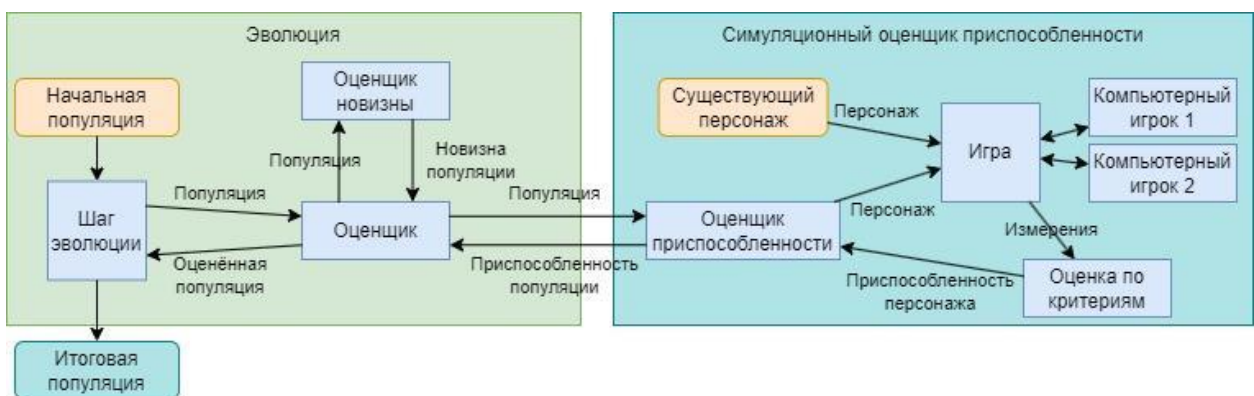 Эволюция
Начальная
популяция
Оценщик
новизны
Популяция
Новизна
популяции
Популяция
Шаг
эволюции
Оценщик
Оценённая
популяция
Итоговая
популяция
Популяция
Приспособленность
популяции
Симуляционный оценщик приспособленности
Существующий
персонаж
Персонаж
Игра
Компьютерный
игрок 1
Компьютерный
игрок 2
Оценщик
приспособленности
Персонаж
Измерения
Приспособленность
персонажа
Оценка по
критериям